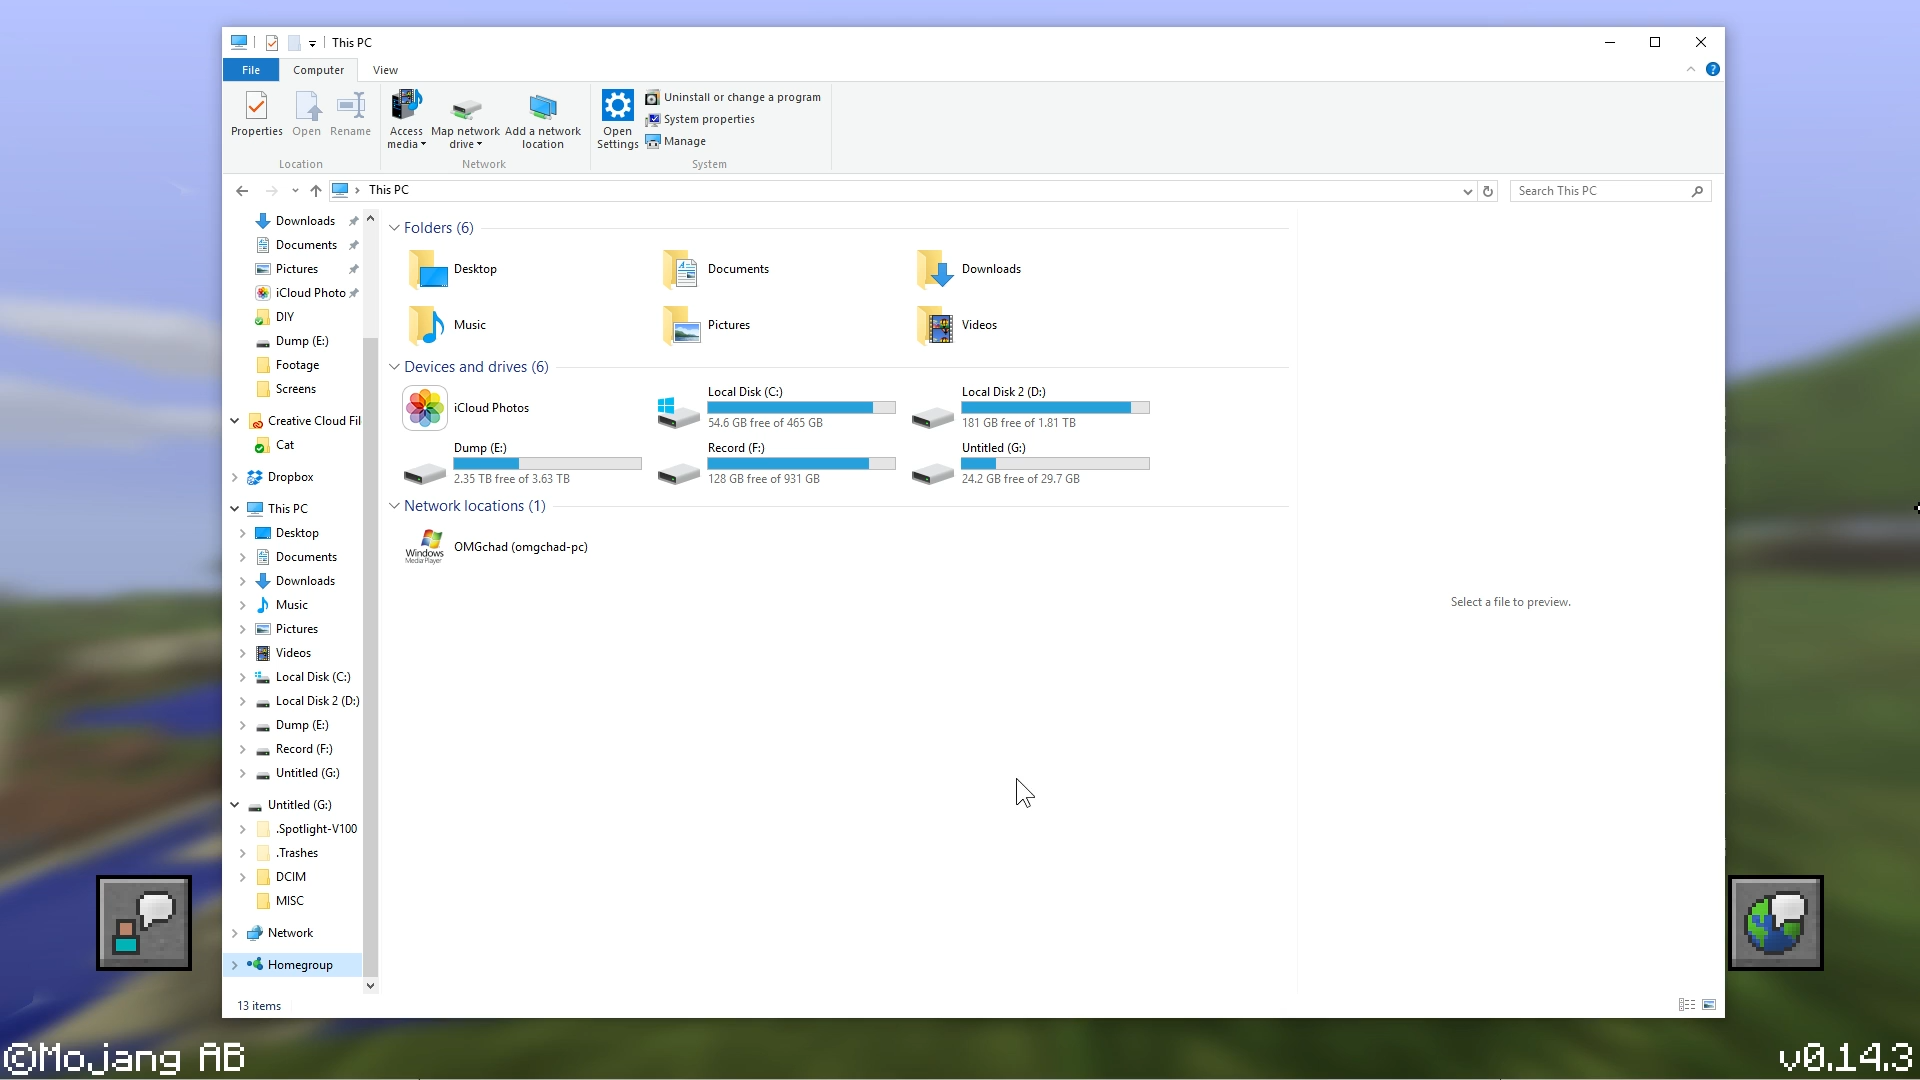 This PC
File
Computer
View
Properties
Open
Rename
Location
Access media
Map network drive
Add a network location
Network
Open Settings
Uninstall or change a program
System properties
Manage
System
This PC
Search This PC
Downloads
Documents
Pictures
iCloud Photo
DIY
Dump (E:)
Footage
Screens
Creative Cloud Fil
Cat
Dropbox
This PC
Desktop
Documents
Downloads
Music
Pictures
Videos
Local Disk (C:)
Local Disk 2 (D:)
Dump (E:)
Record (F:)
Untitled (G:)
Untitled (G:)
.Spotlight-V100
.Trashes
DCIM
MISC
Network
Homegroup
Folders (6)
Desktop
Documents
Downloads
Music
Pictures
Videos
Devices and drives (6)
iCloud Photos
Local Disk (C:)
54.6 GB free of 465 GB
Local Disk 2 (D:)
181 GB free of 1.81 TB
Dump (E:)
2.35 TB free of 3.63 TB
Record (F:)
128 GB free of 931 GB
Untitled (G:)
24.2 GB free of 29.7 GB
Network locations (1)
Windows
MediaPlayer
OMGchad (omgchad-pc)
Select a file to preview.
13 items
©Mojang AB
v0.14.3